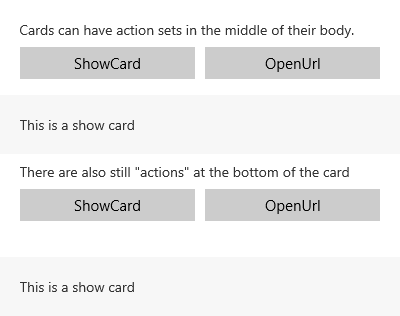 Cards can have action sets in the middle of their body.
ShowCard OpenUrl
This is a show card
There are also still "actions" at the bottom of the card
ShowCard OpenUrl
This is a show card